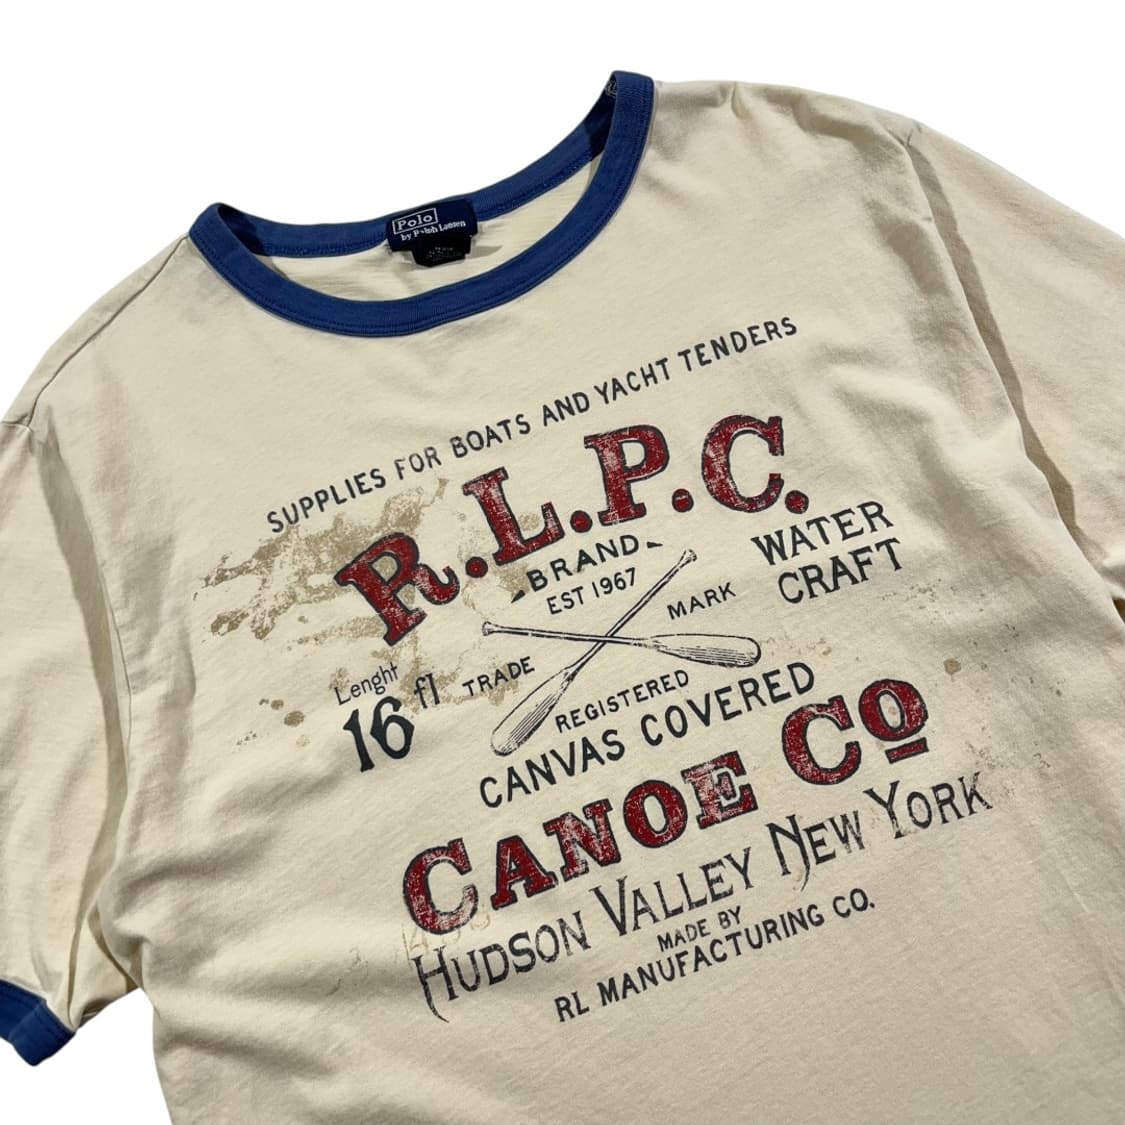 Polo
by Ralph Lauren
SUPPLIES FOR BOATS AND YACHT TENDERS
R.L.P.C.
BRAND
EST 1967
WATER
CRAFT
TRADE
MARK
Lenght
16 fl
REGISTERED
CANVAS COVERED
CANOE Co
HUDSON VALLEY NEW YORK
MADE BY
RL MANUFACTURING CO.